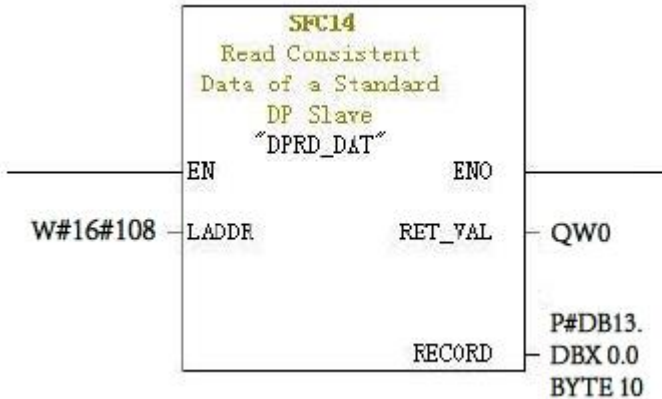 SFC14
Read Consistent
Data of a Standard
DP Slave
"DPRD_DAT"
EN ENO
W#16#108 LADDR RET_VAL QW0
RECORD P#DB13.
DBX 0.0
BYTE 10